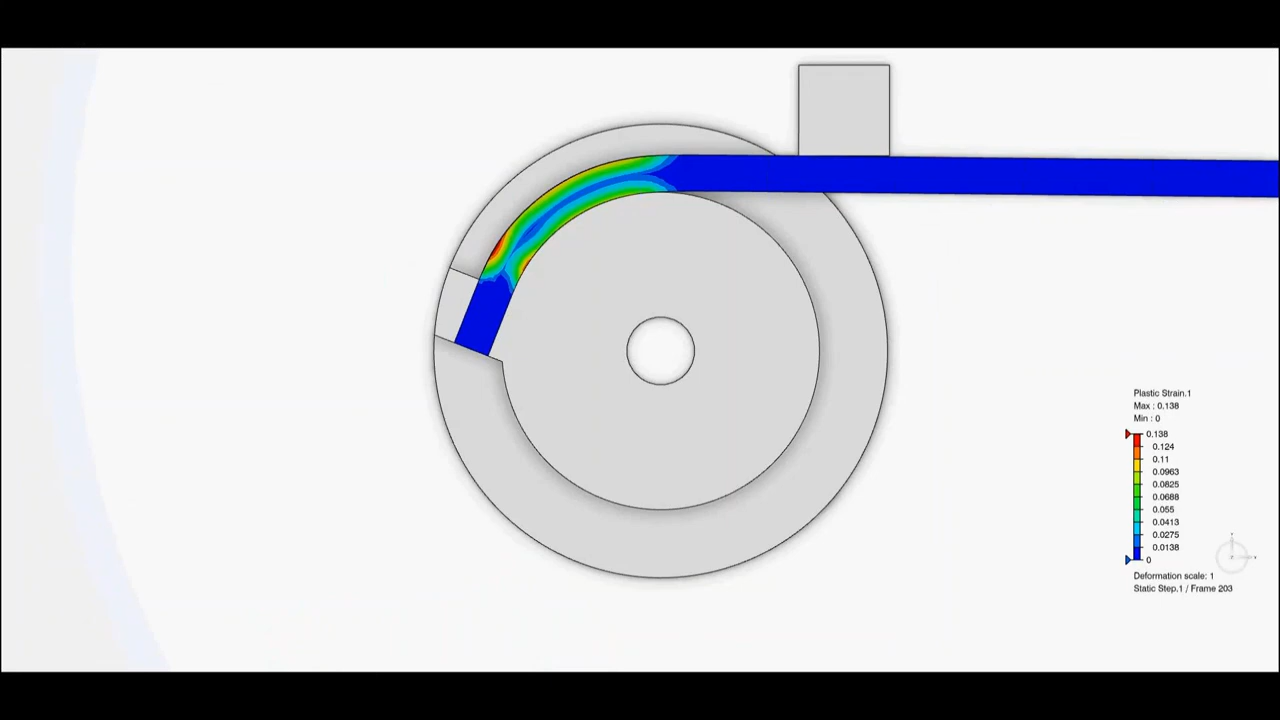 Plastic Strain.1
Max : 0.138
Min : 0
0.138
0.124
0.11
0.0963
0.0825
0.0688
0.055
0.0413
0.0275
0.0138
0
Deformation scale: 1
Static Step.1 / Frame 203